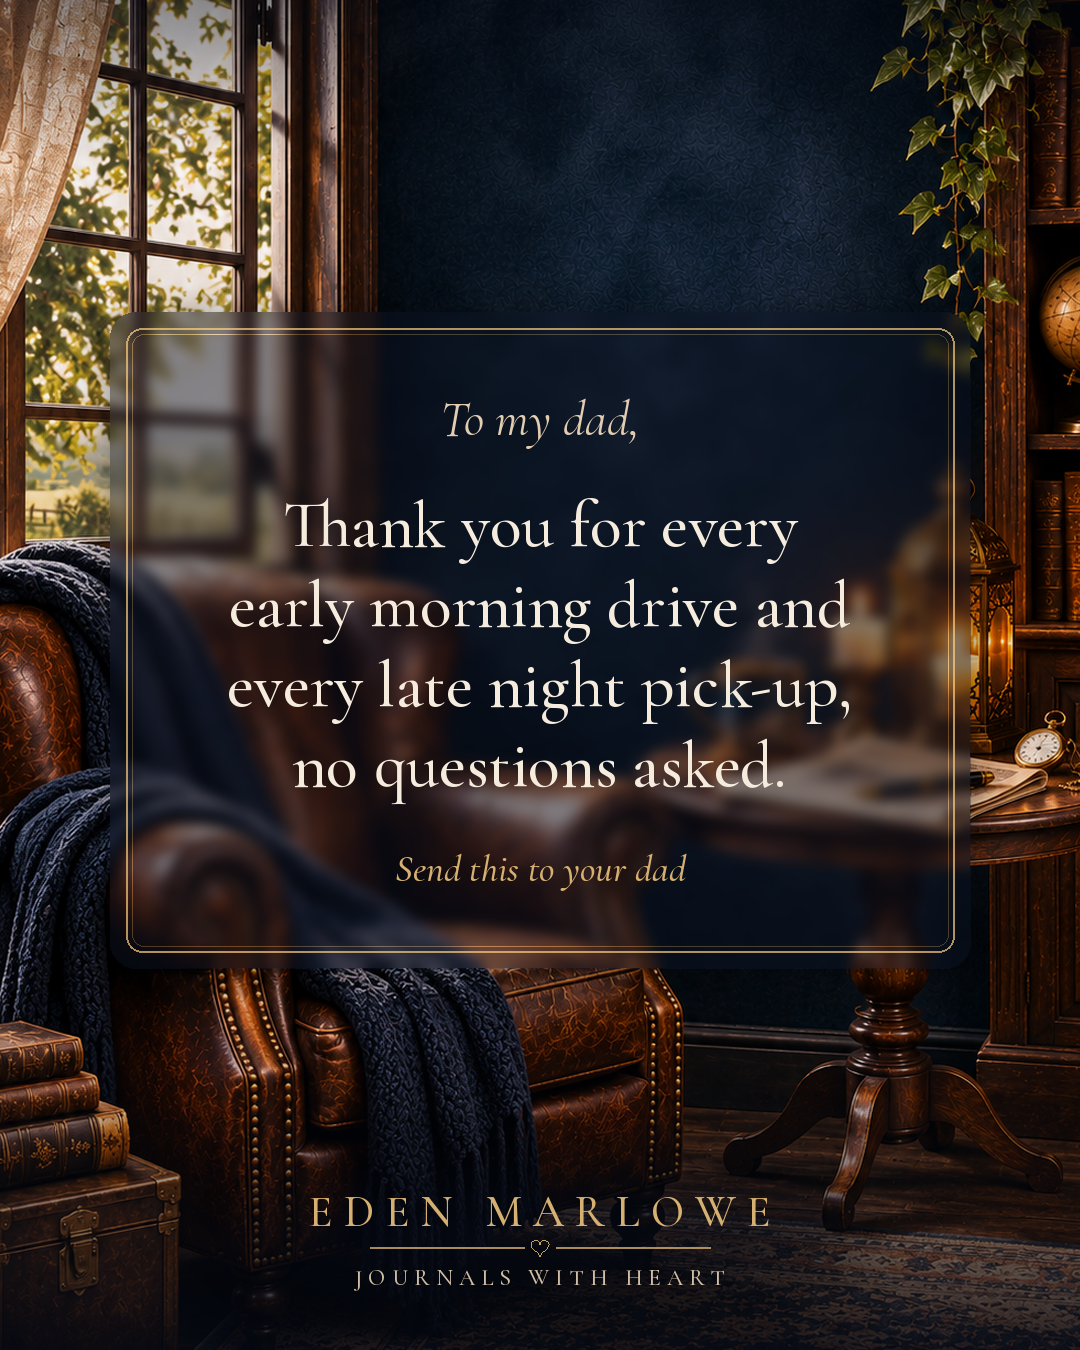 To my dad,
Thank you for every
early morning drive and
every late night pick-up,
no questions asked.
Send this to your dad
EDEN MARLOWE
JOURNALS WITH HEART